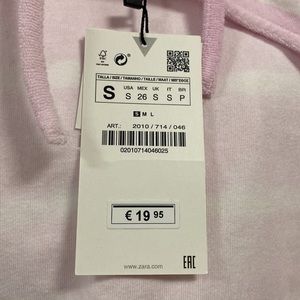 TALLA / SIZE / TAMANHO / TAILLE / MAAT /
S
USA MEX UK IT BR
S 26 S S P
S M L
ART.: 2010 / 714 / 046
02010714046025
€ 19 95
www.zara.com
EAC